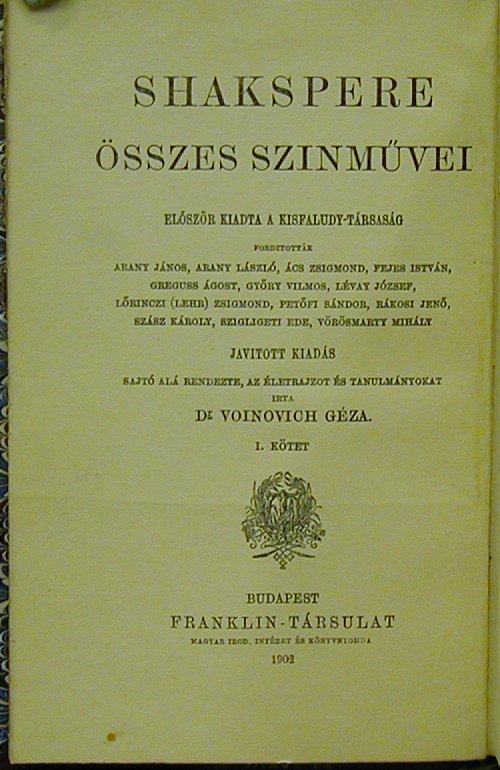 SHAKSPERE
ÖSSZES SZINMŰVEI
ELŐSZÖR KIADTA A KISFALUDY-TÁRSASÁG
FORDITOTTÁK
ARANY JÁNOS, ARANY LÁSZLÓ, ÁCS ZSIGMOND, FEJES ISTVÁN,
GREGUSS ÁGOST, GYŐRY VILMOS, LÉVAY JÓZSEF,
LŐRINCZI (LEHR) ZSIGMOND, PETŐFI SÁNDOR, RÁKOSI JENŐ,
SZÁSZ KÁROLY, SZIGLIGETI EDE, VÖRÖSMARTY MIHÁLY
JAVITOTT KIADÁS
SAJTÓ ALÁ RENDEZTE, AZ ÉLETRAJZOT ÉS TANULMÁNYOKAT
IRTA
DR VOINOVICH GÉZA.
I. KÖTET
BUDAPEST
FRANKLIN-TÁRSULAT
MAGYAR IROD. INTÉZET ÉS KÖNYVNYOMDA
1902